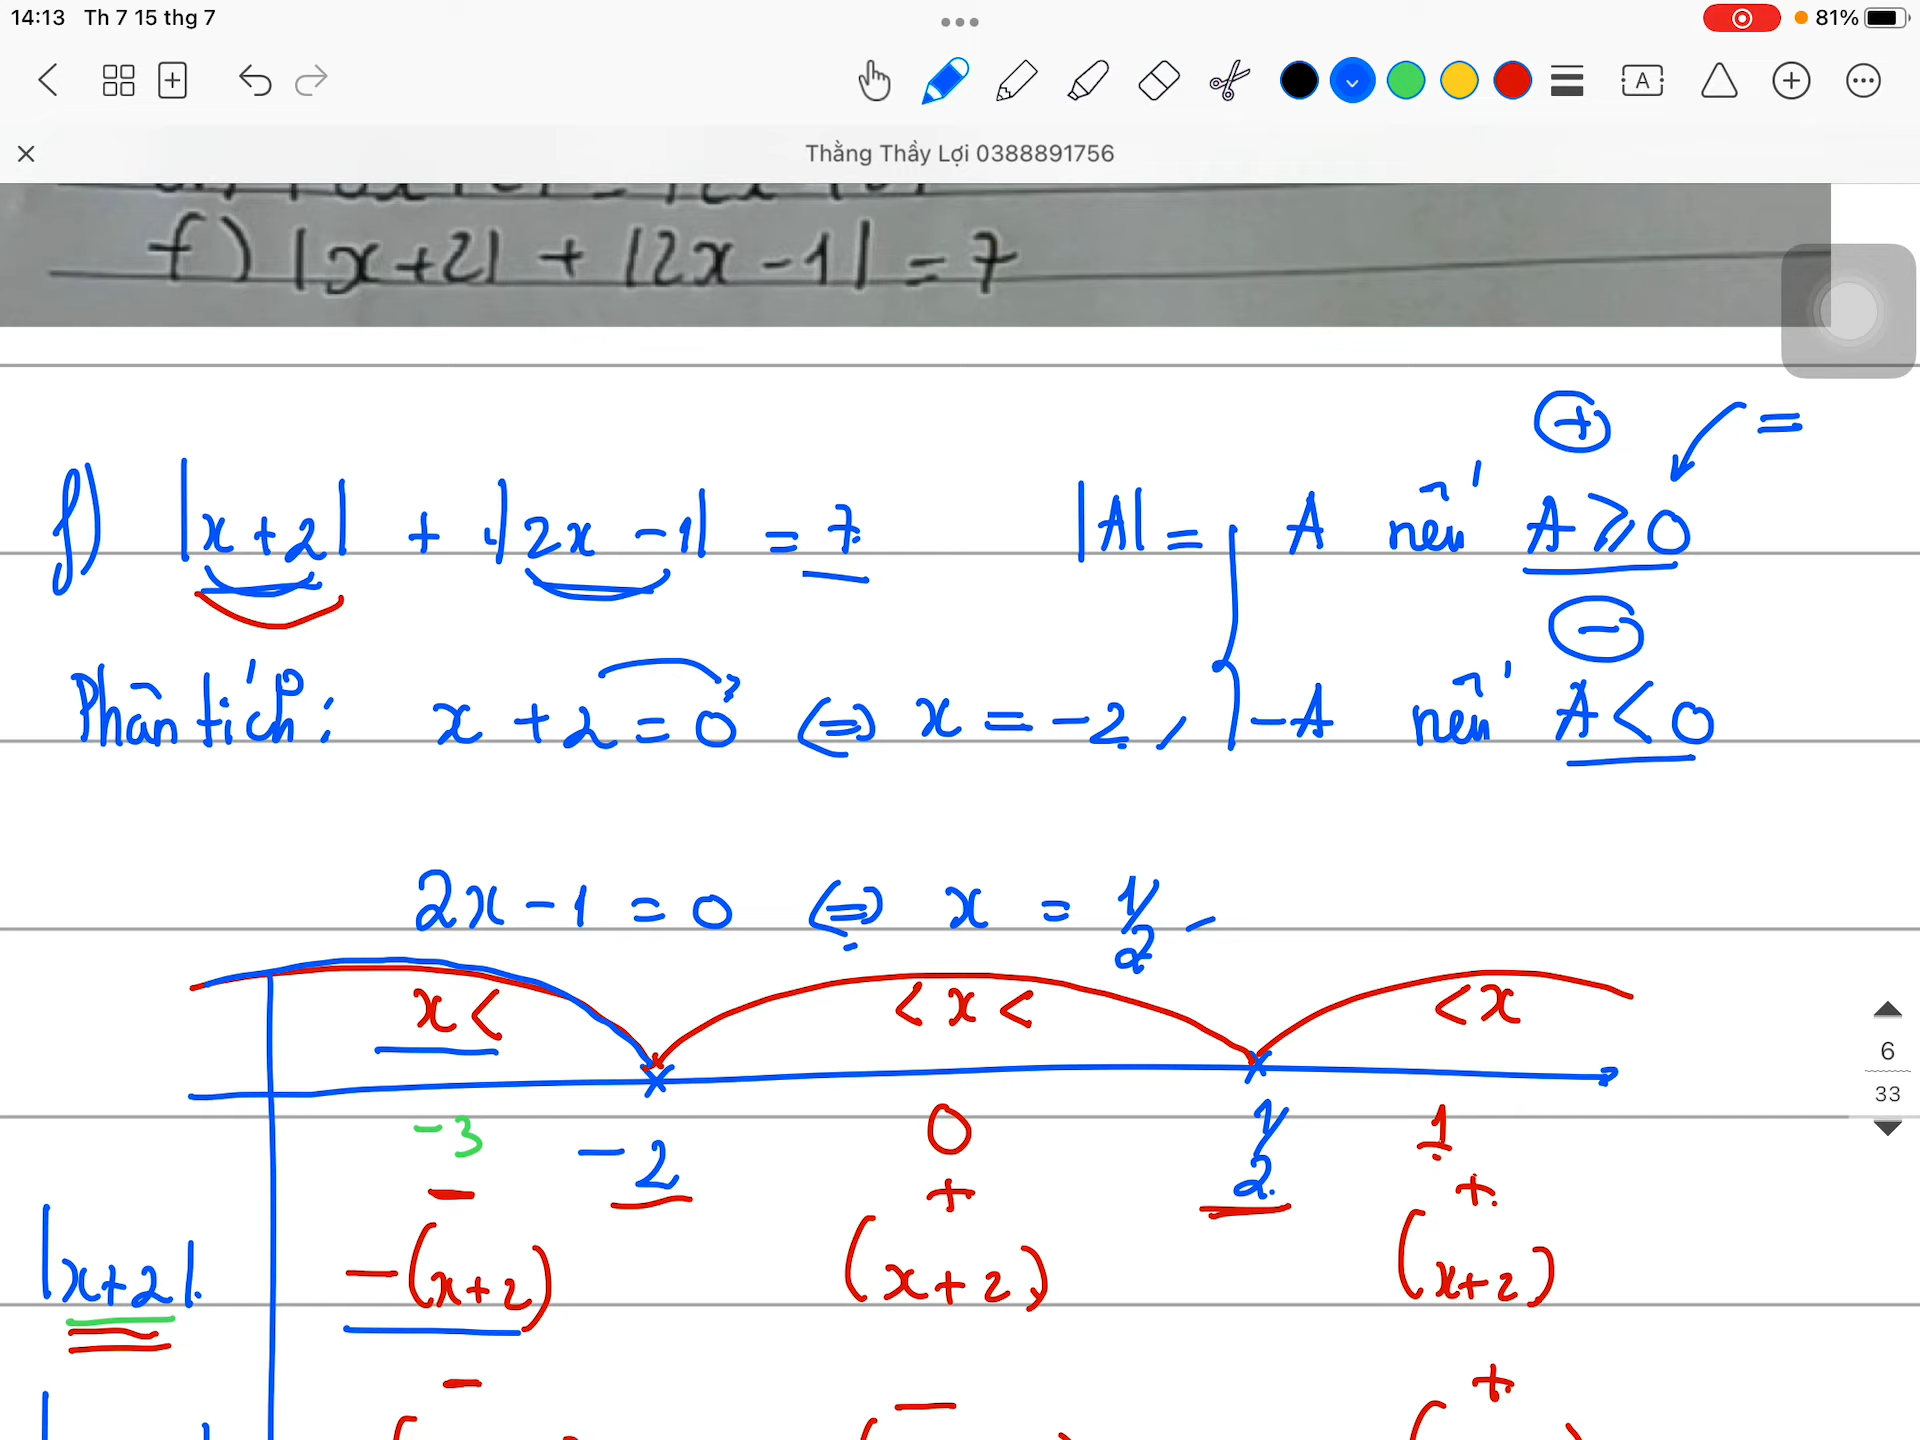 14:13 Th 7 15 thg 7 81%
A
Thằng Thầy Lợi 0388891756
f) |x+2| + |2x-1| = 7
+ =
f) |x+2| + |2x-1| = 7 |A| = A nếu A ≥ 0
-
Phân tích: x + 2 = 0 ⇔ x = -2, -A nếu A < 0
2x - 1 = 0 ⇔ x = 1/2
x < < x < < x
6
33
-3 -2 0 1/2 1
- + +
|x+2| -(x+2) (x+2) (x+2)
- - +